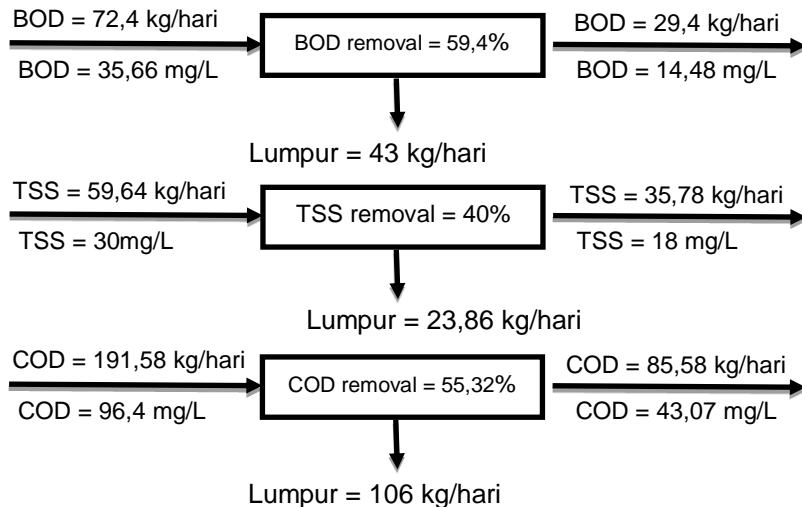 BOD = 72,4 kg/hari
BOD = 35,66 mg/L
BOD removal = 59,4%
BOD = 29,4 kg/hari
BOD = 14,48 mg/L
Lumpur = 43 kg/hari
TSS = 59,64 kg/hari
TSS = 30mg/L
TSS removal = 40%
TSS = 35,78 kg/hari
TSS = 18 mg/L
Lumpur = 23,86 kg/hari
COD = 191,58 kg/hari
COD = 96,4 mg/L
COD removal = 55,32%
COD = 85,58 kg/hari
COD = 43,07 mg/L
Lumpur = 106 kg/hari